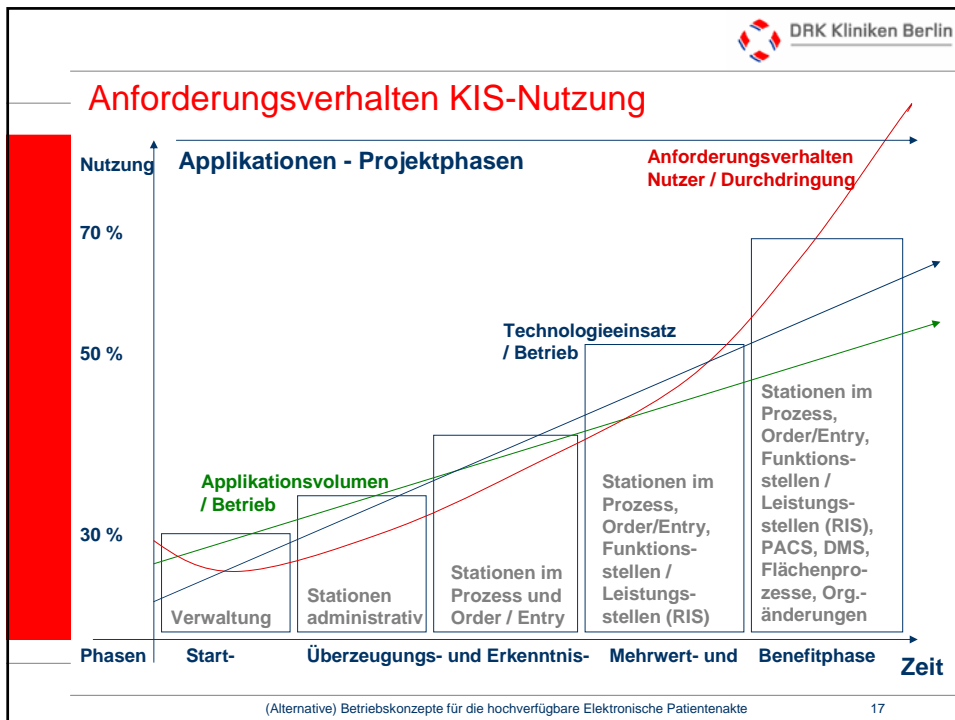 DRK Kliniken Berlin
Anforderungsverhalten KIS-Nutzung
Nutzung
Applikationen - Projektphasen
Anforderungsverhalten
Nutzer / Durchdringung
70 %
50 %
30 %
Technologieeinsatz
/ Betrieb
Applikationsvolumen
/ Betrieb
Verwaltung
Stationen
administrativ
Stationen im
Prozess und
Order / Entry
Stationen im
Prozess,
Order/Entry,
Funktions-
stellen /
Leistungs-
stellen (RIS)
Stationen im
Prozess,
Order/Entry,
Funktions-
stellen /
Leistungs-
stellen (RIS),
PACS, DMS,
Flächenpro-
zesse, Org.-
änderungen
Phasen Start- Überzeugungs- und Erkenntnis- Mehrwert- und Benefitphase
Zeit
(Alternative) Betriebskonzepte für die hochverfügbare Elektronische Patientenakte 17